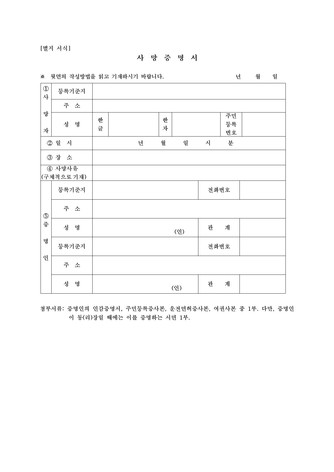 [별지 서식]
사 망 증 명 서
※ 뒷면의 작성방법을 읽고 기재하시기 바랍니다. 년 월 일
① 사 망 자
등록기준지
주 소
성 명 한글 한자 주민등록번호
② 일 시 년 월 일 시 분
③ 장 소
④ 사망사유
(구체적으로 기재)
⑤ 증 명 인
등록기준지 전화번호
주 소
성 명 (인) 관 계
등록기준지 전화번호
주 소
성 명 (인) 관 계
첨부서류: 증명인의 인감증명서, 주민등록증사본, 운전면허증사본, 여권사본 중 1부. 다만, 증명인
이 동(리)장일 때에는 이를 증명하는 서면 1부.